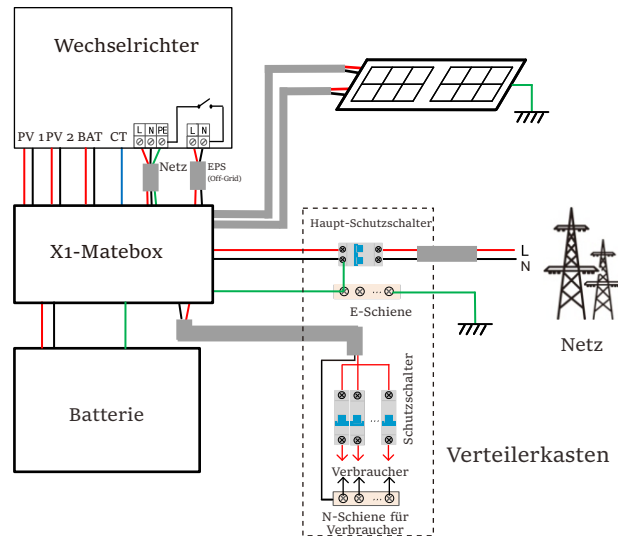 Wechselrichter
PV 1 PV 2 BAT CT
L N PE
L N
Netz
EPS
(Off-Grid)
X1-Matebox
Haupt-Schutzschalter
L
N
...
E-Schiene
Netz
Batterie
...
Schutzschalter
Verbraucher
Verteilerkasten
...
N-Schiene für
Verbraucher